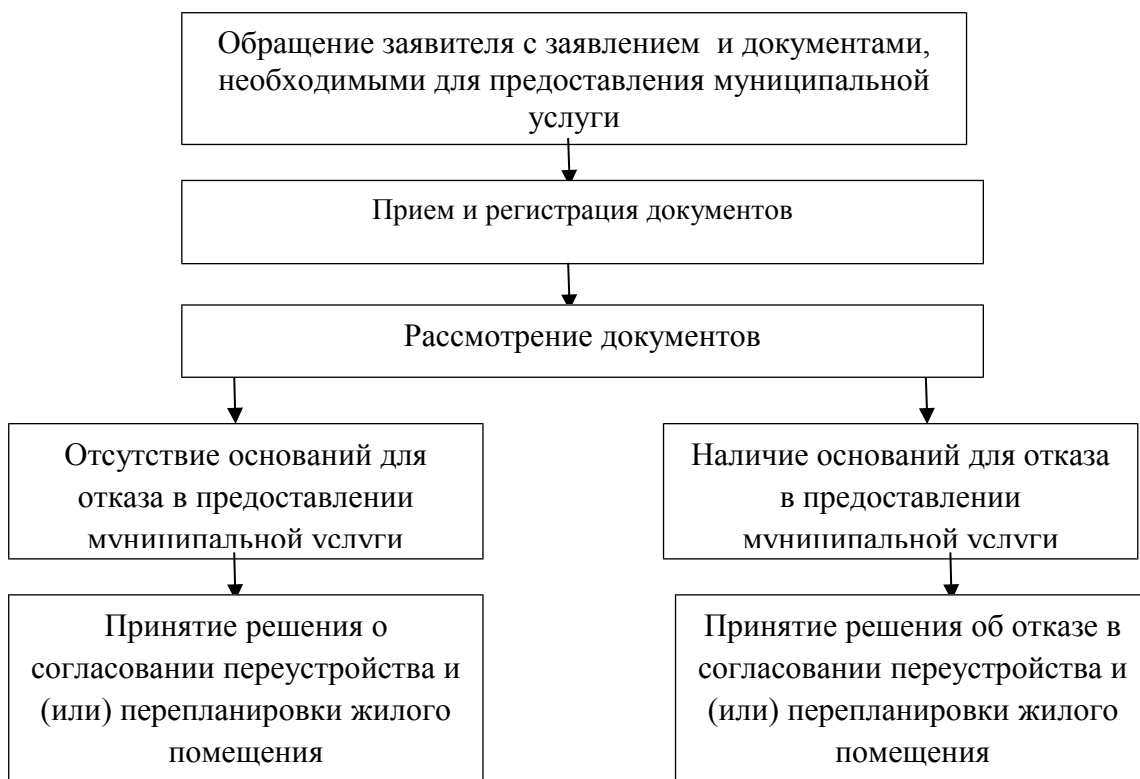 Обращение заявителя с заявлением и документами,
необходимыми для предоставления муниципальной
услуги
Прием и регистрация документов
Рассмотрение документов
Отсутствие оснований для
отказа в предоставлении
муниципальной услуги
Наличие оснований для отказа
в предоставлении
муниципальной услуги
Принятие решения о
согласовании переустройства и
(или) перепланировки жилого
помещения
Принятие решения об отказе в
согласовании переустройства и
(или) перепланировки жилого
помещения